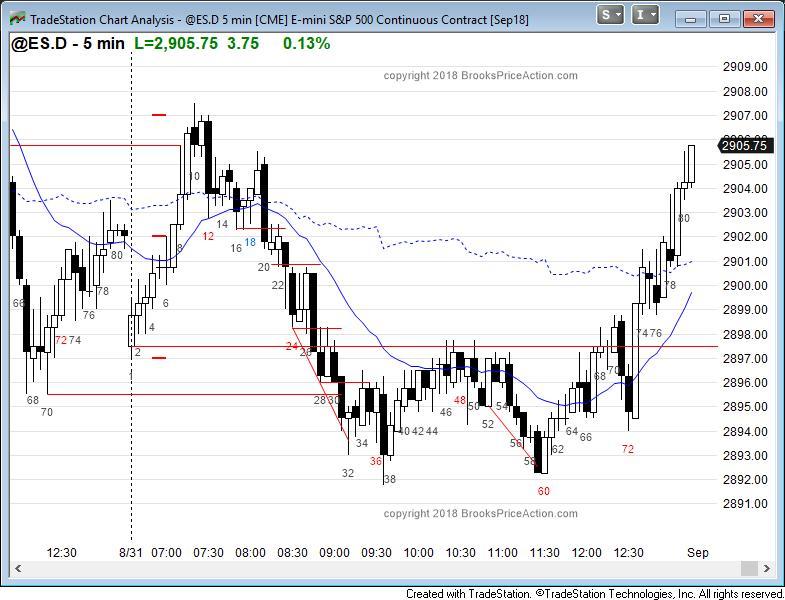 TradeStation Chart Analysis - @ES.D 5 min [CME] E-mini S&P 500 Continuous Contract [Sep18]
S I
@ES.D - 5 min L=2,905.75 3.75 0.13%
copyright 2018 BrooksPriceAction.com
2909.00
2908.00
2907.00
2905.75
2905.00
2904.00
2903.00
2902.00
2901.00
2900.00
2899.00
2898.00
2897.00
2896.00
2895.00
2894.00
2893.00
2892.00
2891.00
66 68 70 72 74 76 78 80
2 4 6 8 10 12 14 16 18 20 22 24 26 28 30 32 34 36 38 40 42 44 46 48 50 52 54 56 58 60 62 64 66 68 70 72 74 76 78 80
copyright 2018 BrooksPriceAction.com
12:30 8/31 07:00 07:30 08:00 08:30 09:00 09:30 10:00 10:30 11:00 11:30 12:00 12:30 Sep
Created with TradeStation. ©TradeStation Technologies, Inc. All rights reserved.